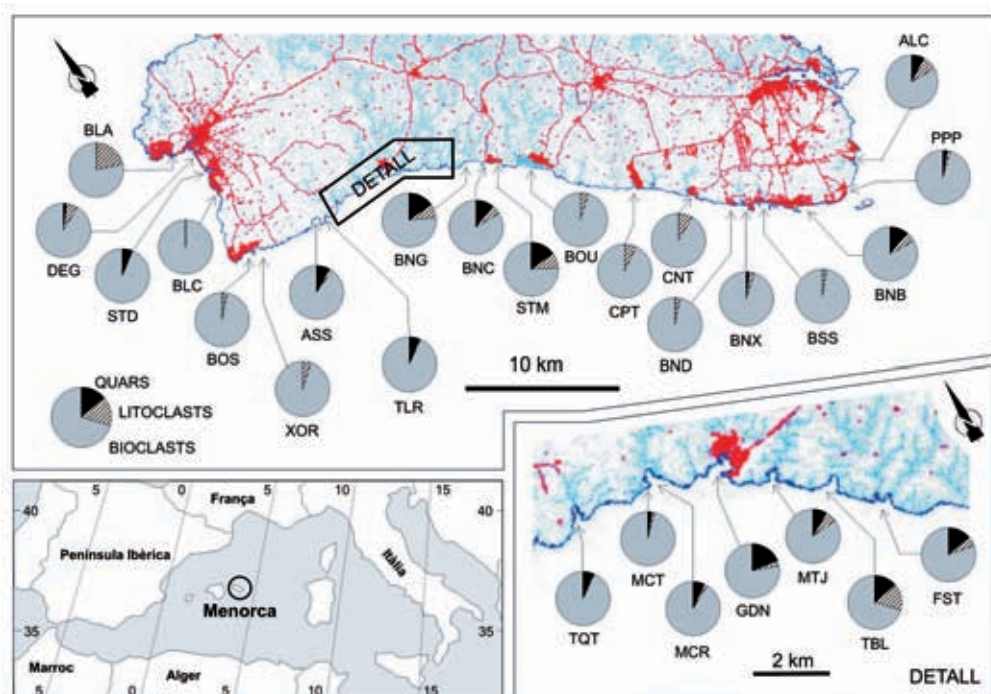 ALC
BLA
PPP
DETALL
DEG
STD
BLC
BOS
XOR
ASS
TLR
BNG
BNC
STM
BOU
CPT
CNT
BND
BNX
BSS
BNB
10 km
QUARS
LITOCLASTS
BIOCLASTS
5 0 5 10 15
França
40 40
Península Ibèrica
Itàlia
Menorca
35 35
Marroc Alger
5 0 5 10 15
TQT
MCT
MCR
GDN
MTJ
TBL
FST
2 km
DETALL